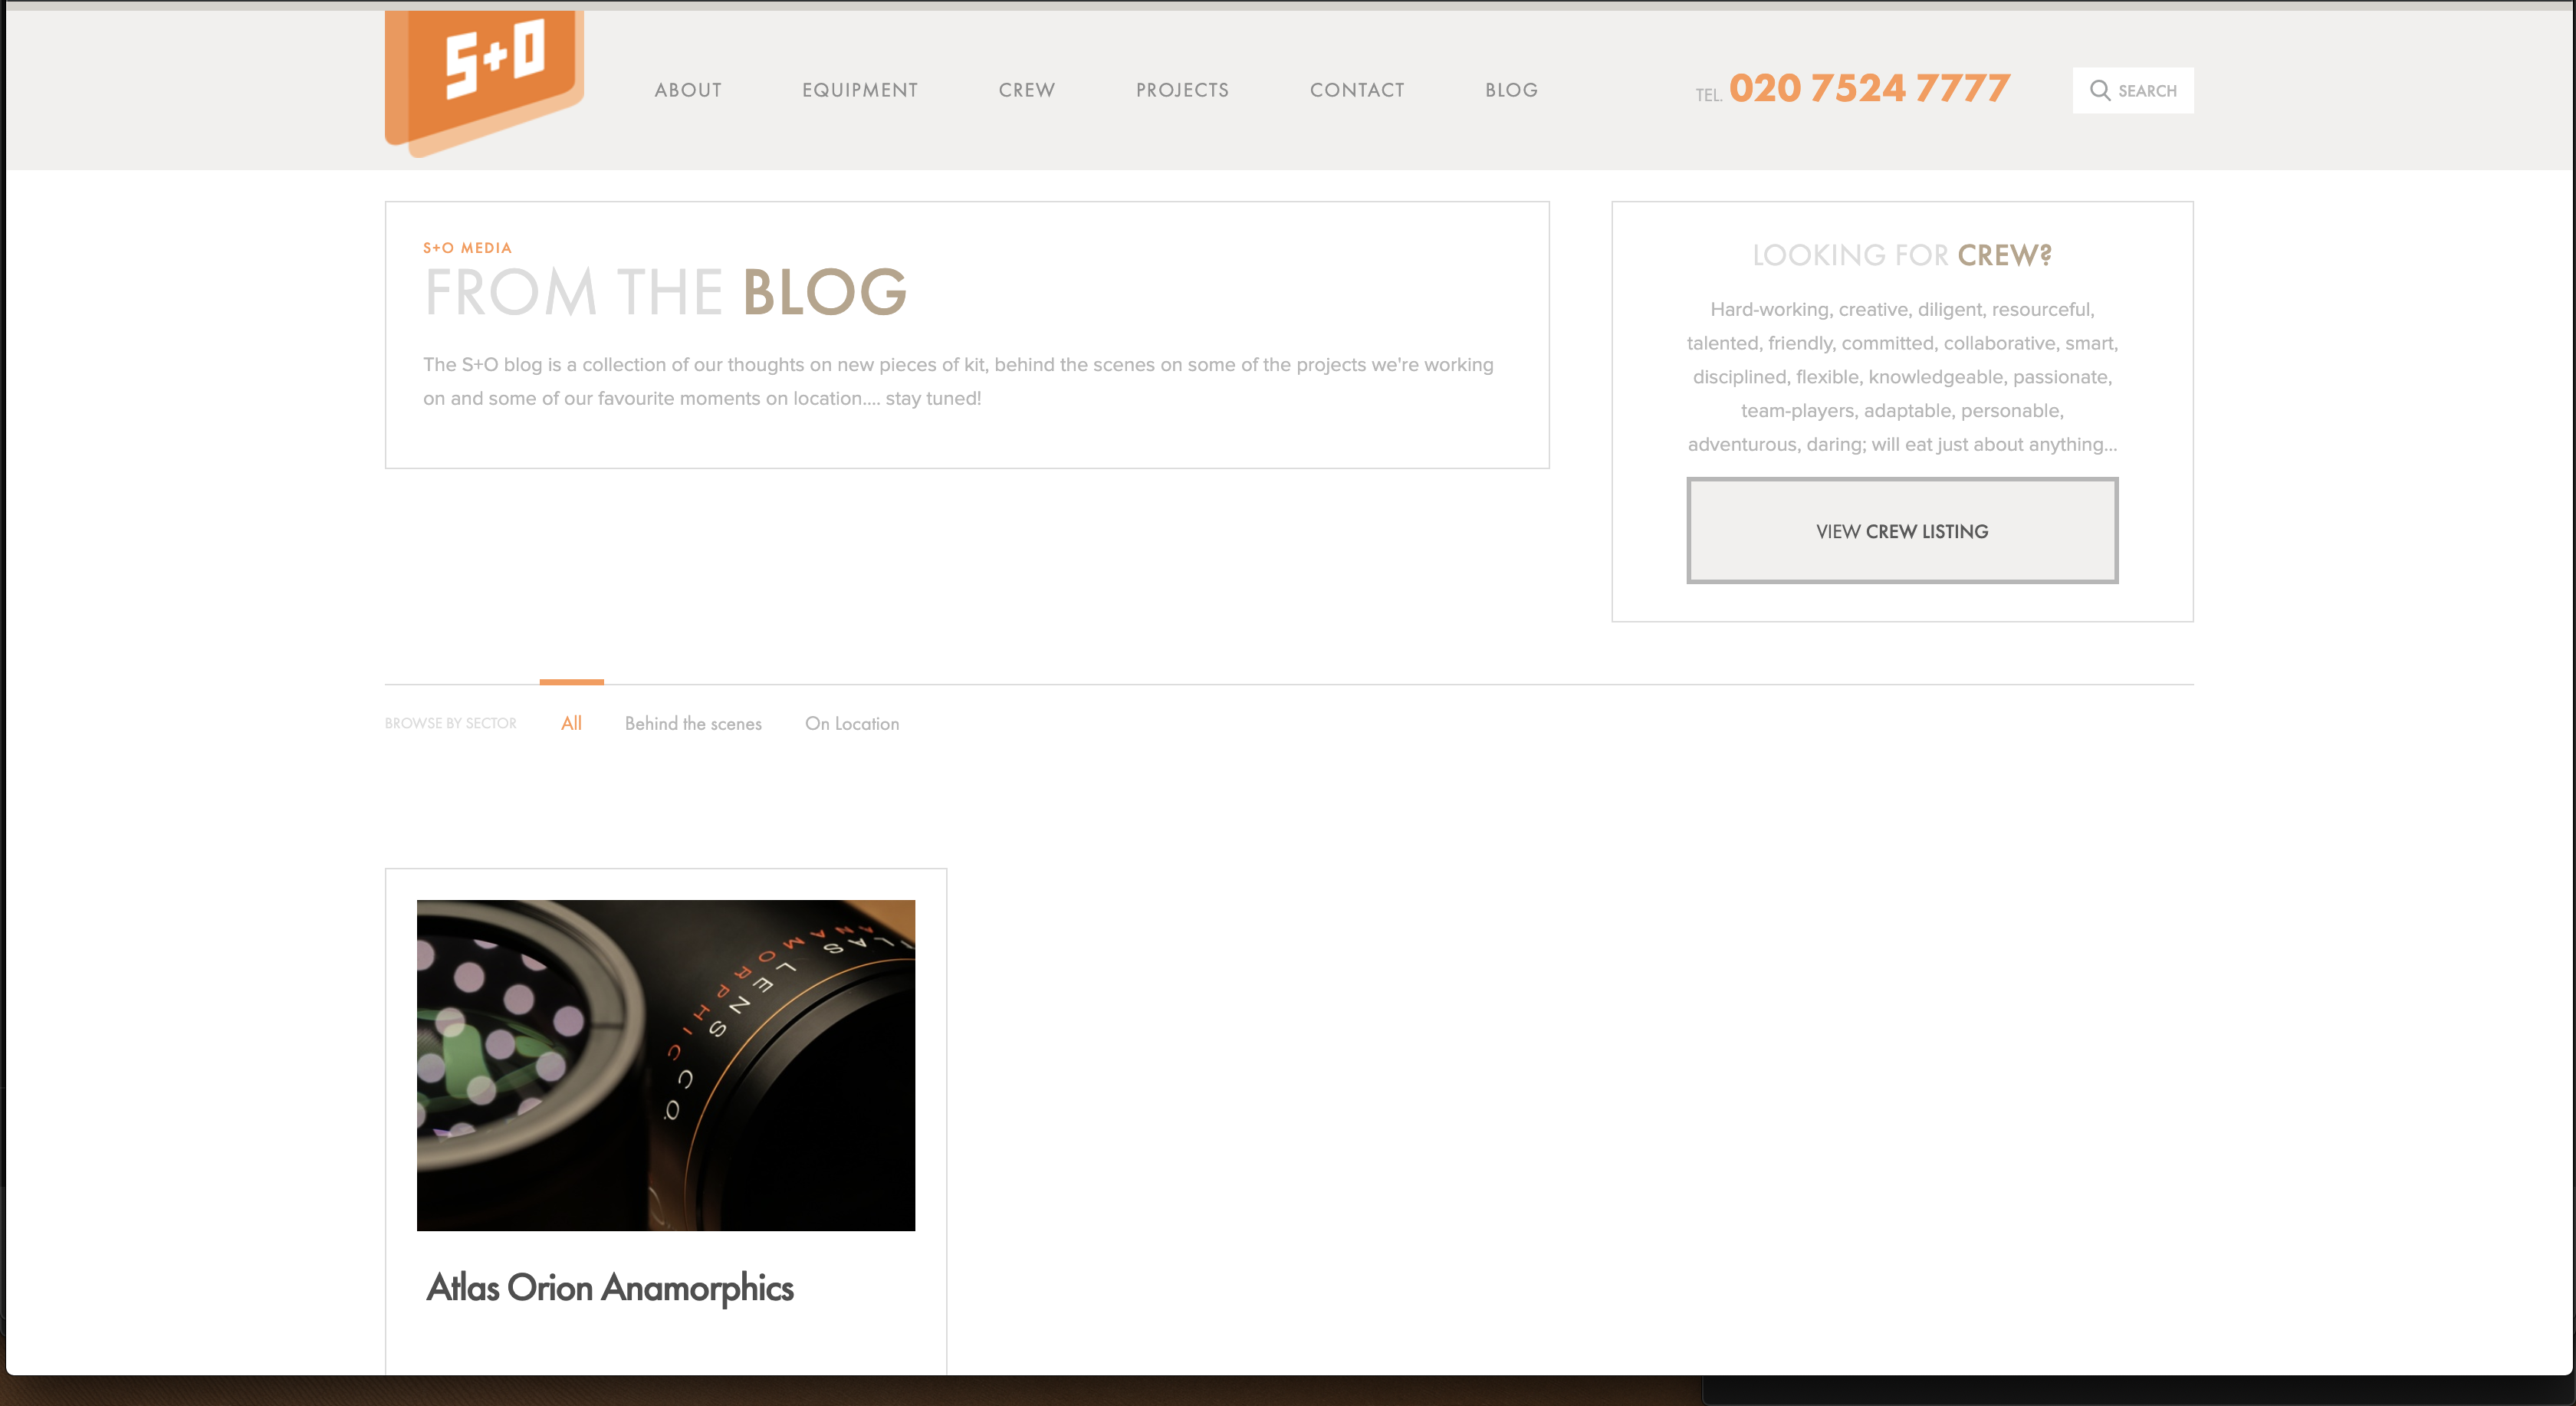 S+O
ABOUT
EQUIPMENT
CREW
PROJECTS
CONTACT
BLOG
TEL. 020 7524 7777
SEARCH
S+O MEDIA
FROM THE BLOG
The S+O blog is a collection of our thoughts on new pieces of kit, behind the scenes on some of the projects we're working
on and some of our favourite moments on location.... stay tuned!
LOOKING FOR CREW?
Hard-working, creative, diligent, resourceful,
talented, friendly, committed, collaborative, smart,
disciplined, flexible, knowledgeable, passionate,
team-players, adaptable, personable,
adventurous, daring; will eat just about anything...
VIEW CREW LISTING
BROWSE BY SECTOR
All
Behind the scenes
On Location
LENS CO
Atlas Orion Anamorphics